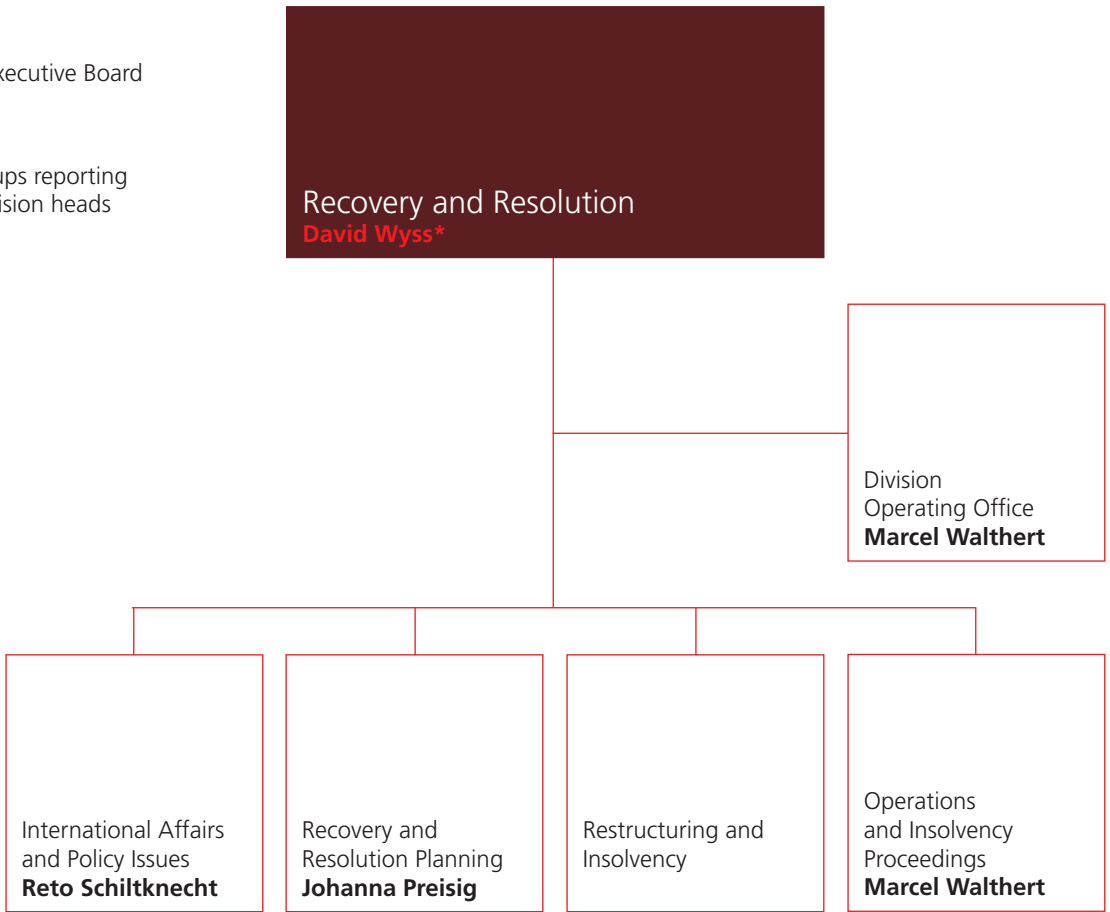 xecutive Board
ups reporting
ision heads
Recovery and Resolution
David Wyss*
Division
Operating Office
Marcel Walthert
International Affairs
and Policy Issues
Reto Schiltknecht
Recovery and
Resolution Planning
Johanna Preisig
Restructuring and
Insolvency
Operations
and Insolvency
Proceedings
Marcel Walthert